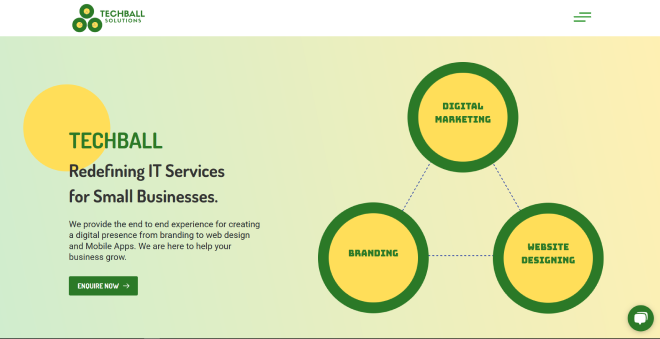 TECHBALL
SOLUTIONS
DIGITAL
MARKETING
TECHBALL
Redefining IT Services
for Small Businesses.
We provide the end to end experience for creating
a digital presence from branding to web design
and Mobile Apps. We are here to help your
business grow.
ENQUIRE NOW →
BRANDING
WEBSITE
DESIGNING